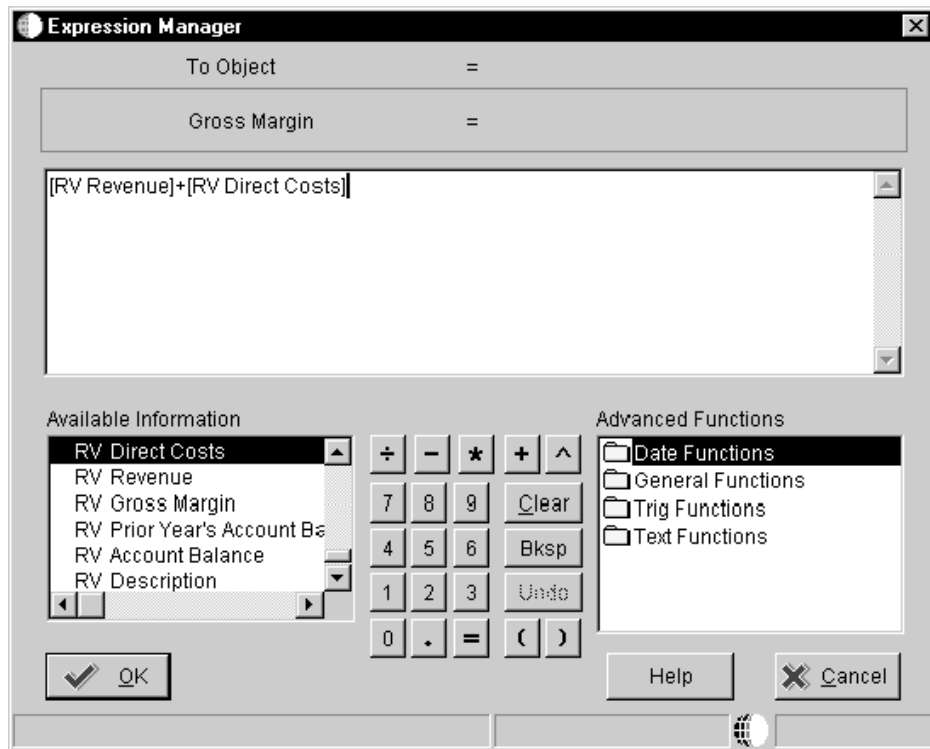 Expression Manager
To Object =
Gross Margin =
[RV Revenue]+[RV Direct Costs]
Available Information
RV Direct Costs
RV Revenue
RV Gross Margin
RV Prior Year's Account Ba
RV Account Balance
RV Description
÷ - * + ^
7 8 9 Clear
4 5 6 Bksp
1 2 3 Undo
0 . = ( )
Advanced Functions
Date Functions
General Functions
Trig Functions
Text Functions
OK
Help
Cancel